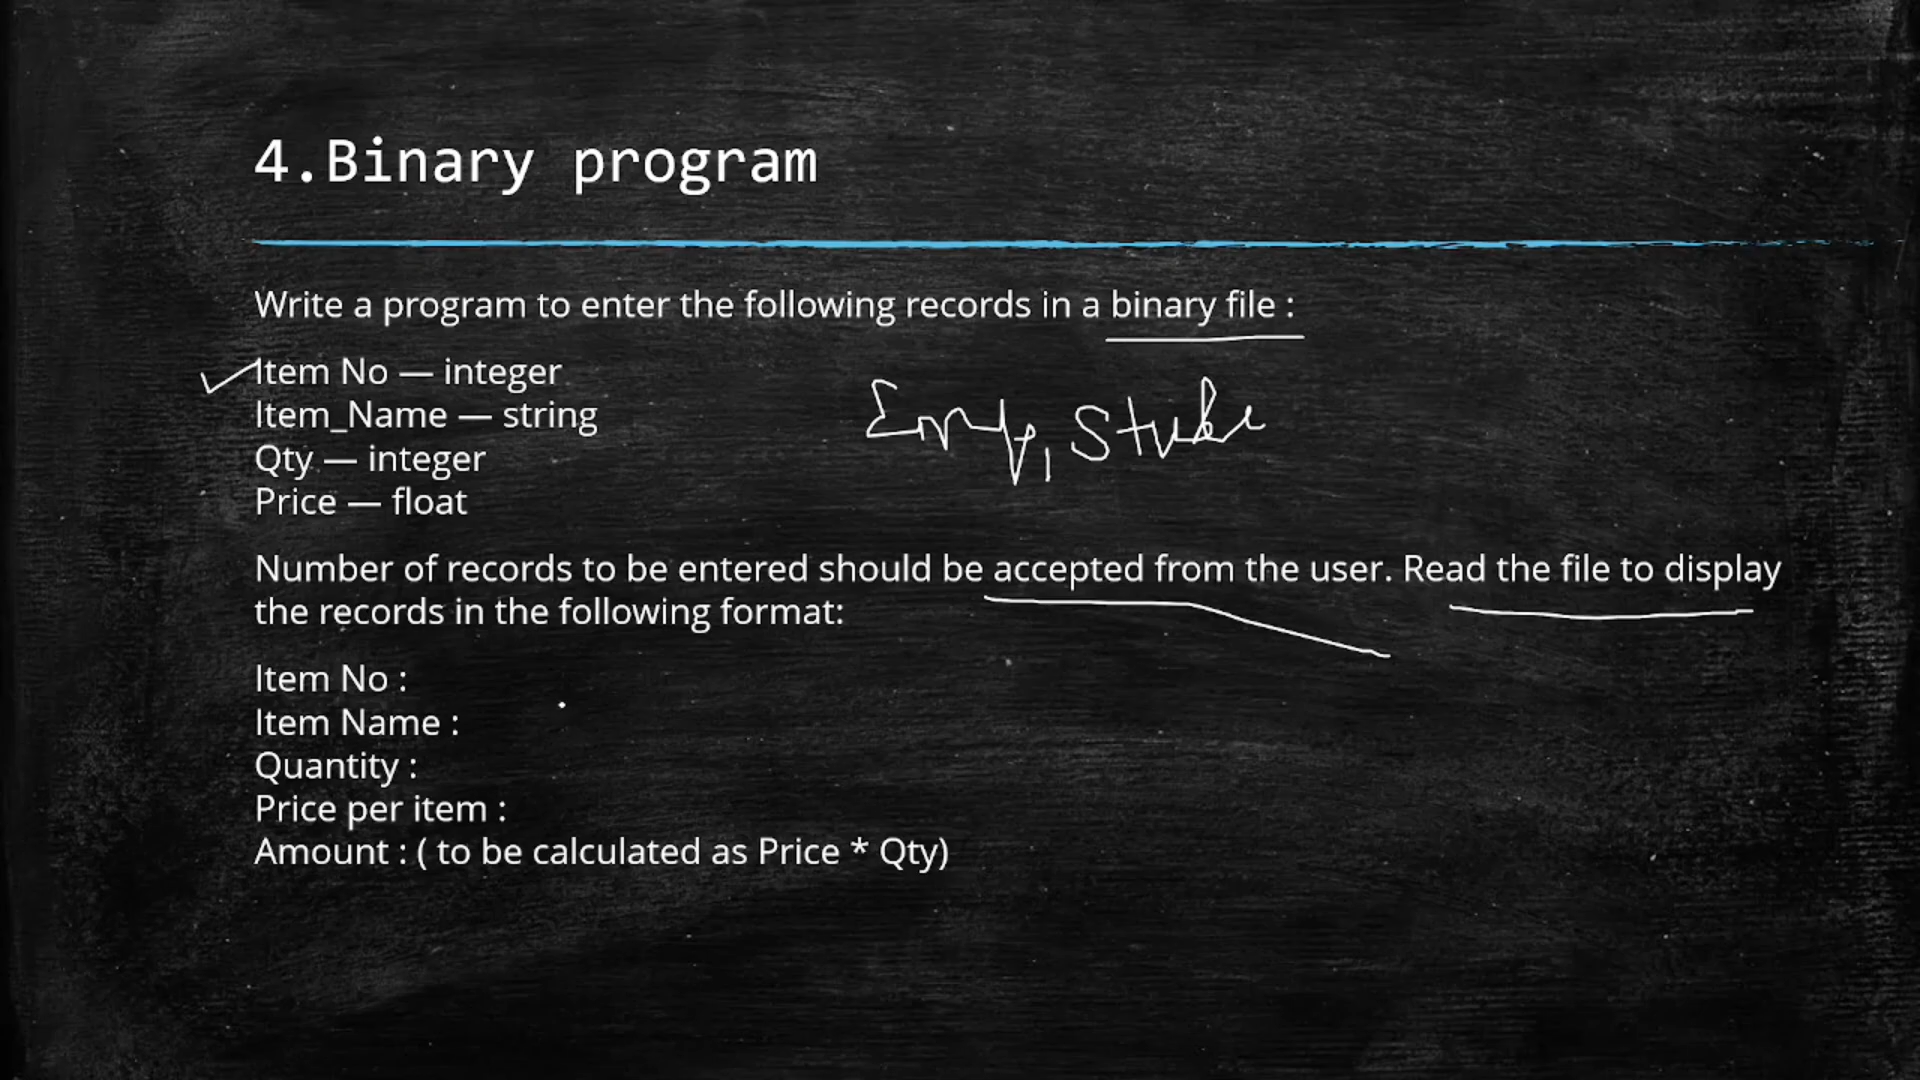 4.Binary program
Write a program to enter the following records in a binary file :
Item No — integer
Item_Name — string
Qty — integer
Price — float
Number of records to be entered should be accepted from the user. Read the file to display
the records in the following format:
Item No :
Item Name :
Quantity :
Price per item :
Amount : ( to be calculated as Price * Qty)